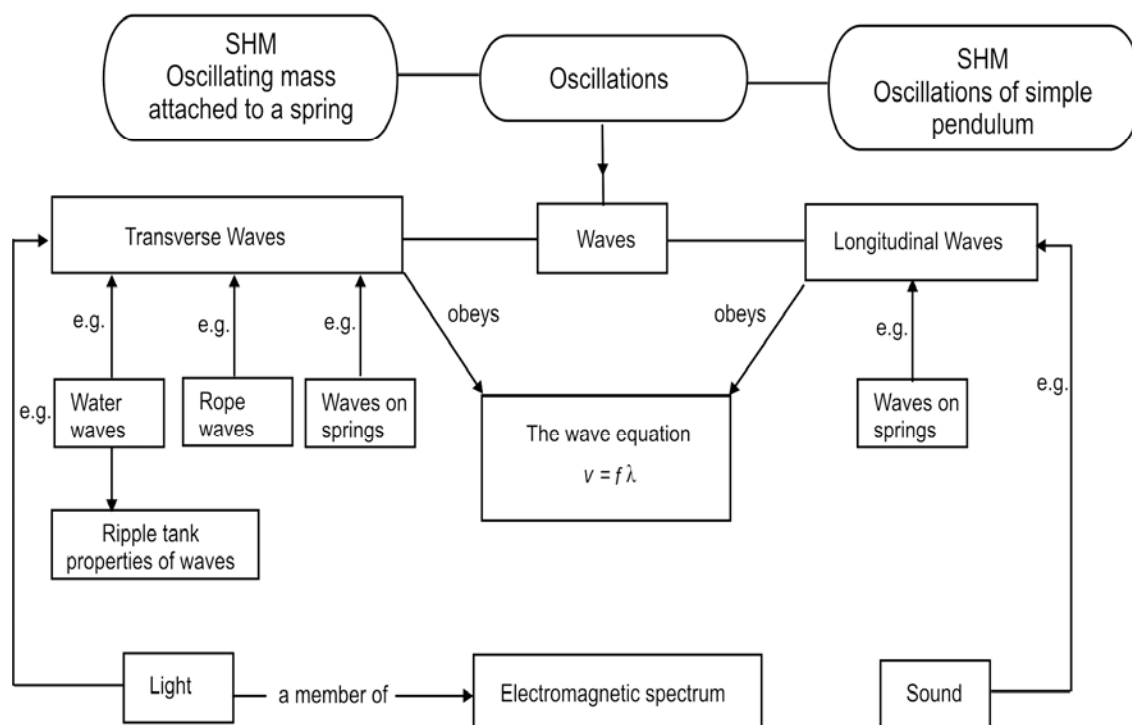 SHM
Oscillating mass
attached to a spring
Oscillations
SHM
Oscillations of simple
pendulum
Transverse Waves
Waves
Longitudinal Waves
e.g.
e.g.
e.g.
obeys
obeys
e.g.
e.g.
e.g.
Water
waves
Rope
waves
Waves on
springs
The wave equation
v = f λ
Waves on
springs
Ripple tank
properties of waves
Light
a member of
Electromagnetic spectrum
Sound